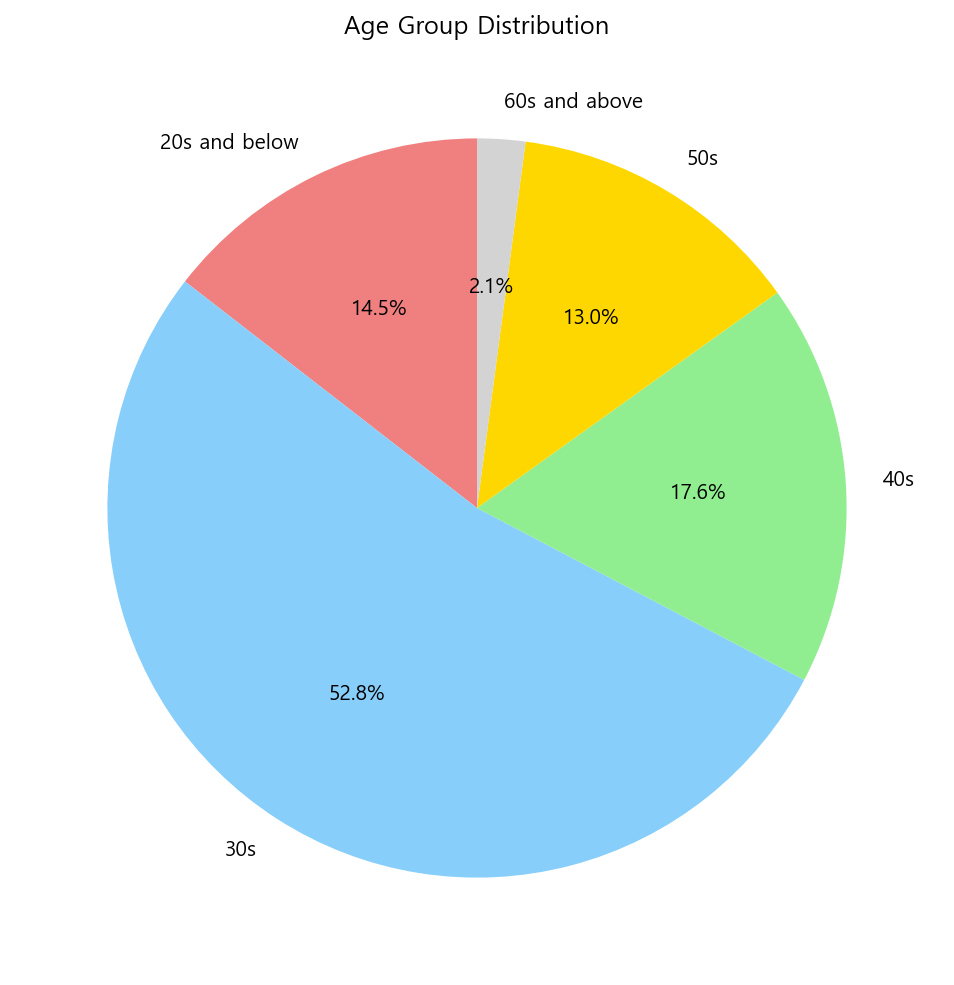 Age Group Distribution
60s and above
20s and below
50s
2.1%
14.5%
13.0%
40s
17.6%
52.8%
30s